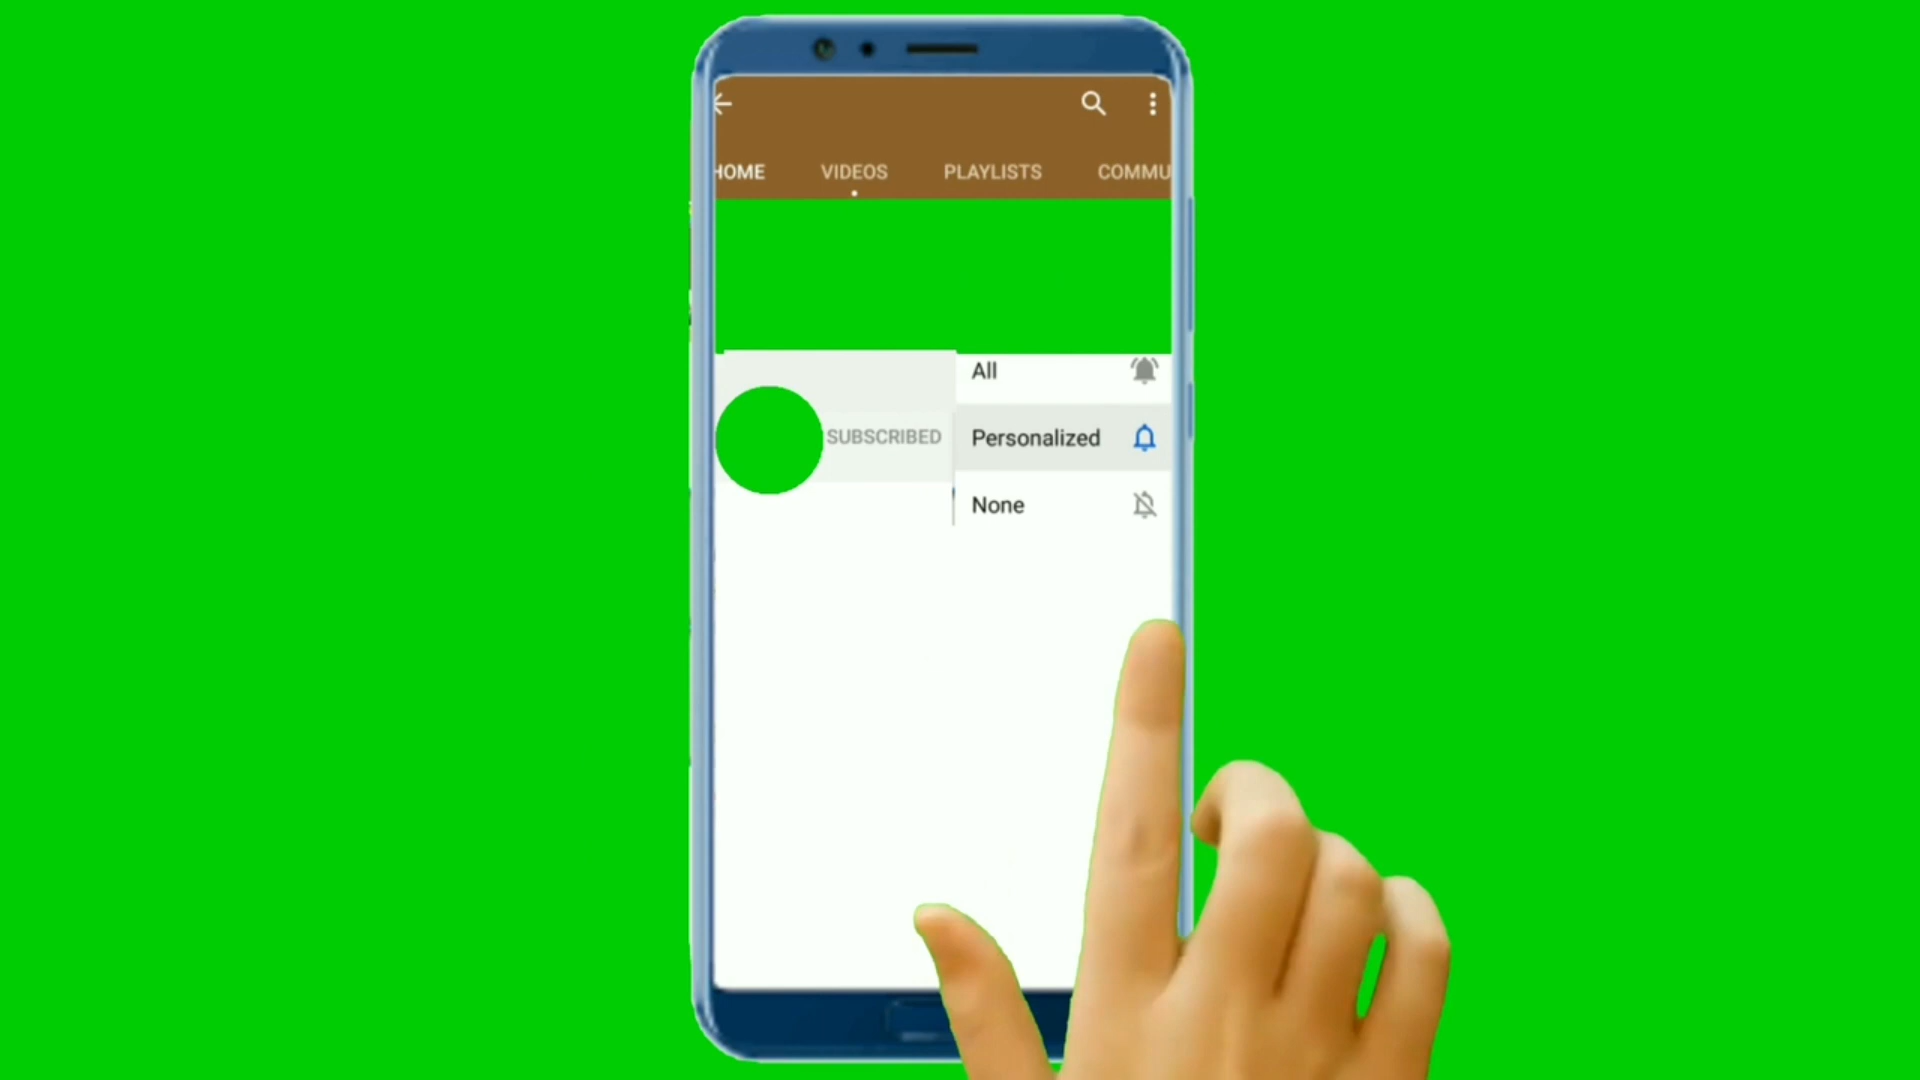 HOME VIDEOS PLAYLISTS COMMU
All
SUBSCRIBED
Personalized
None